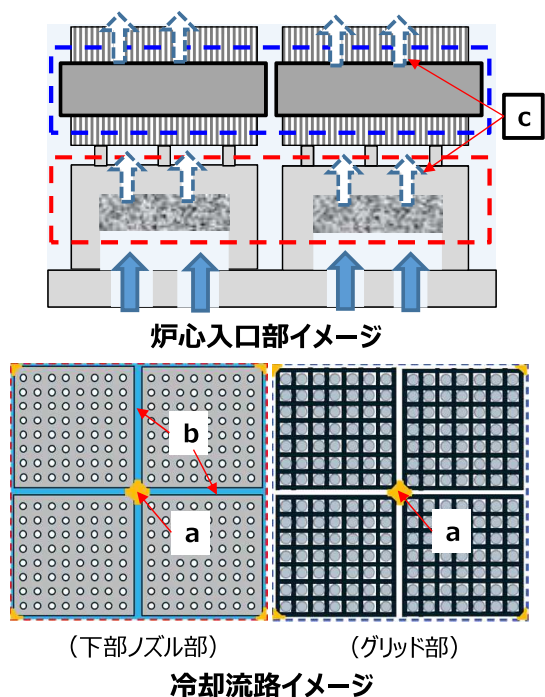 c
炉心入口部イメージ
b
a
a
（下部ノズル部）
（グリッド部）
冷却流路イメージ